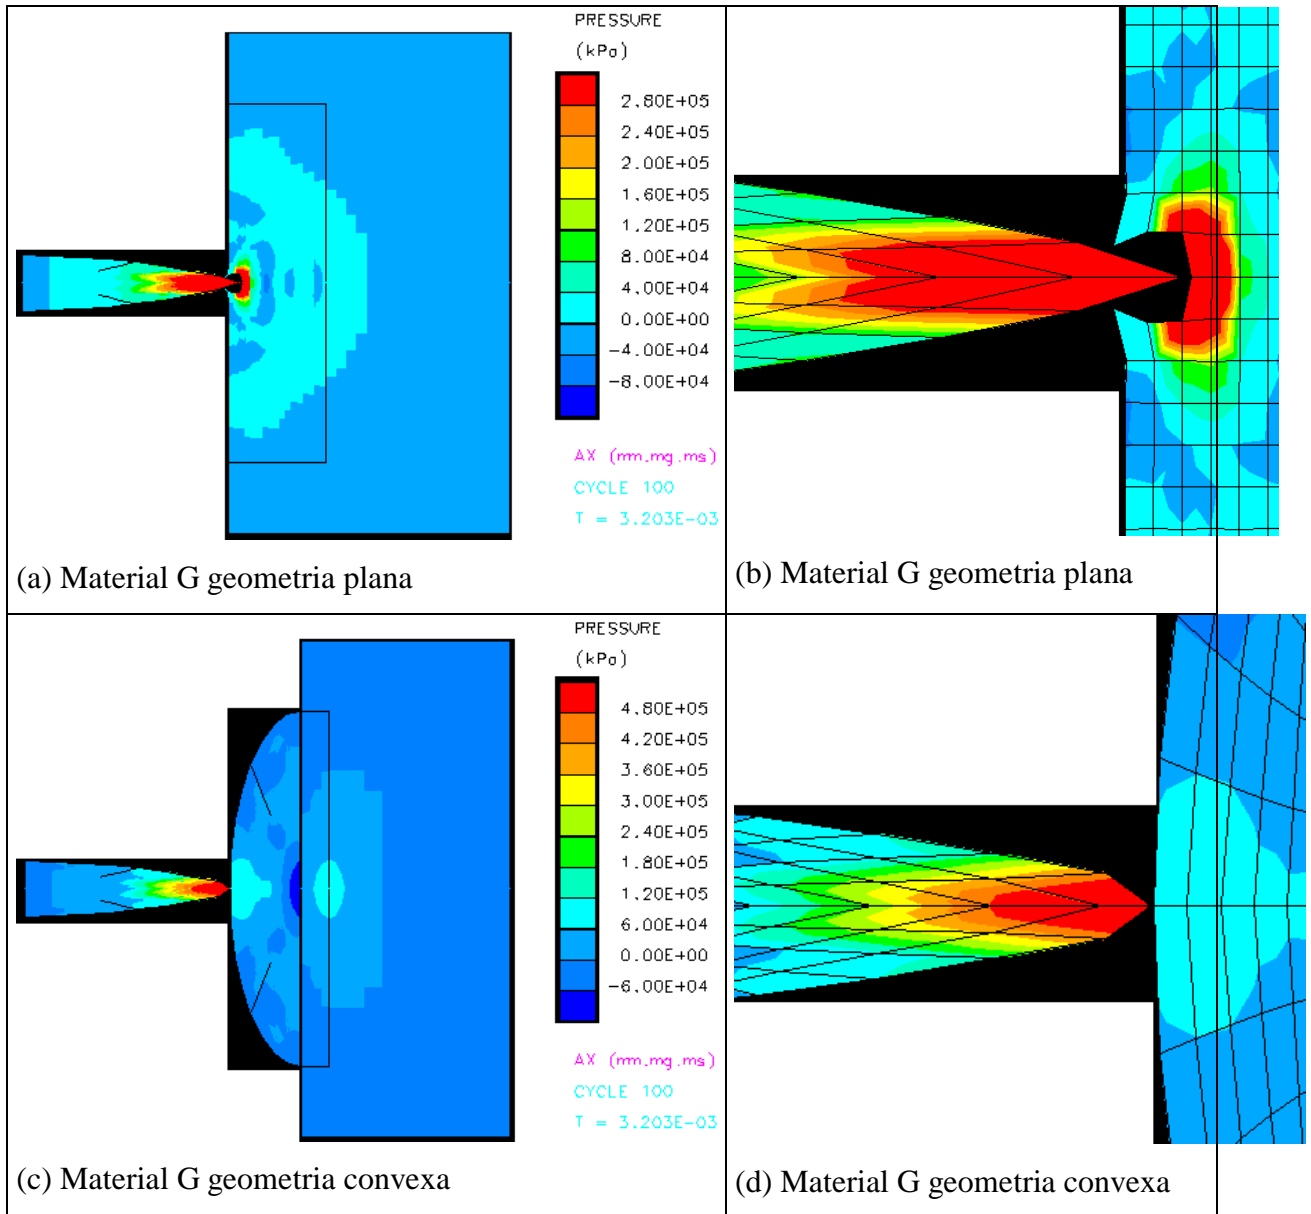 PRESSURE
(kPa)
2.80E+05
2.40E+05
2.00E+05
1.60E+05
1.20E+05
8.00E+04
4.00E+04
0.00E+00
-4.00E+04
-8.00E+04
AX (mm.mg.ms)
CYCLE 100
T = 3.203E-03
(a) Material G geometria plana
(b) Material G geometria plana
PRESSURE
(kPa)
4.80E+05
4.20E+05
3.60E+05
3.00E+05
2.40E+05
1.80E+05
1.20E+05
6.00E+04
0.00E+00
-6.00E+04
AX (mm.mg.ms)
CYCLE 100
T = 3.203E-03
(c) Material G geometria convexa
(d) Material G geometria convexa